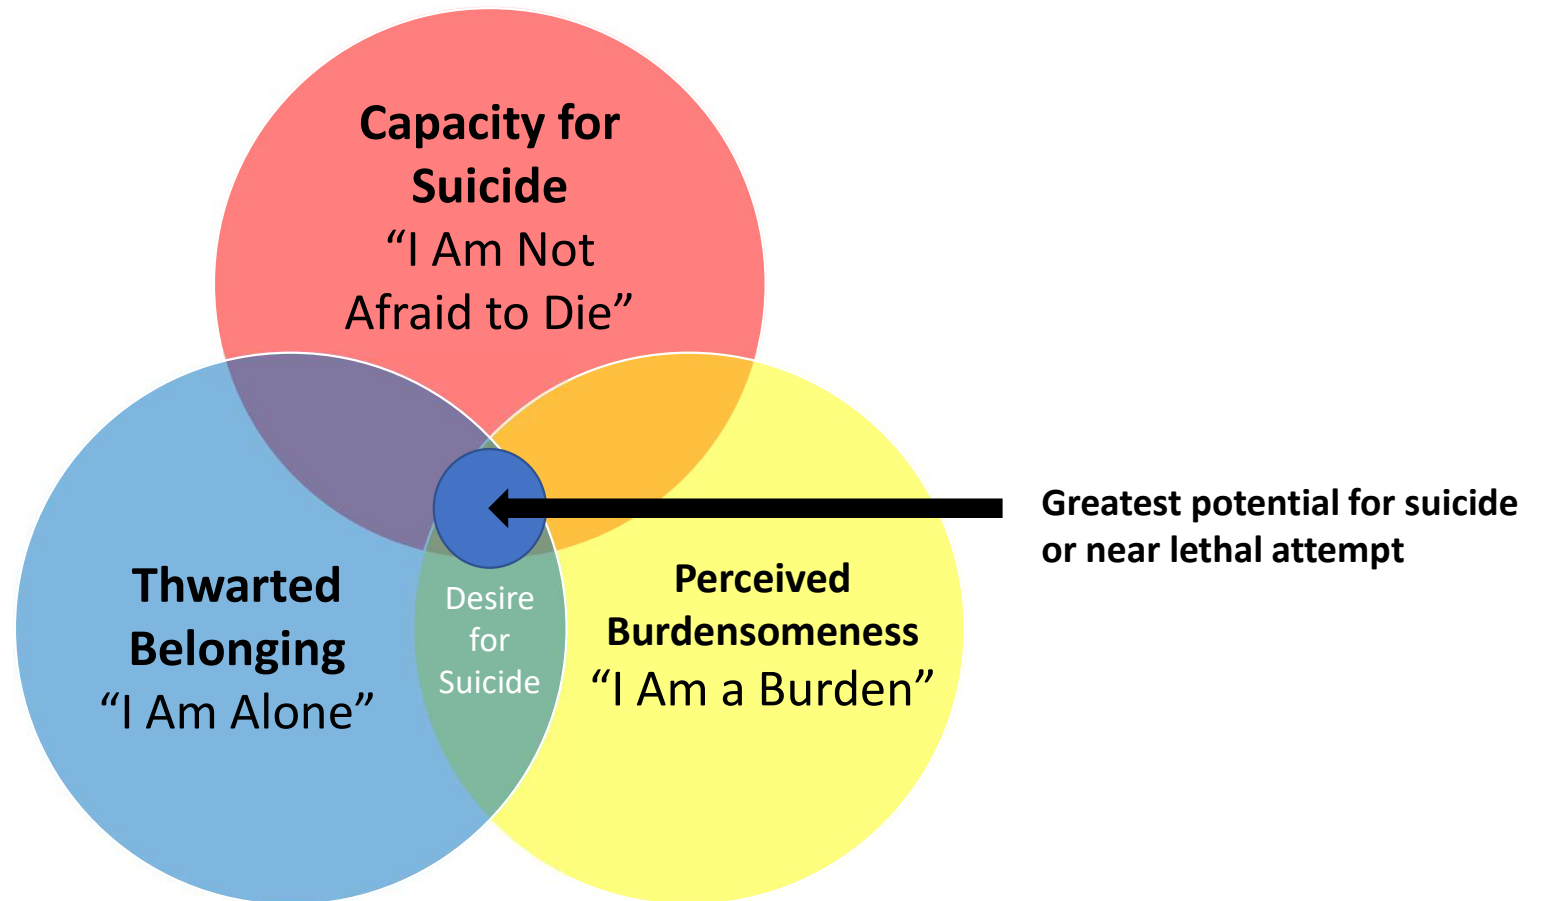 Capacity for
Suicide
“I Am Not
Afraid to Die”
Greatest potential for suicide
or near lethal attempt
Thwarted
Belonging
“I Am Alone”
Desire
for
Suicide
Perceived
Burdensomeness
“I Am a Burden”